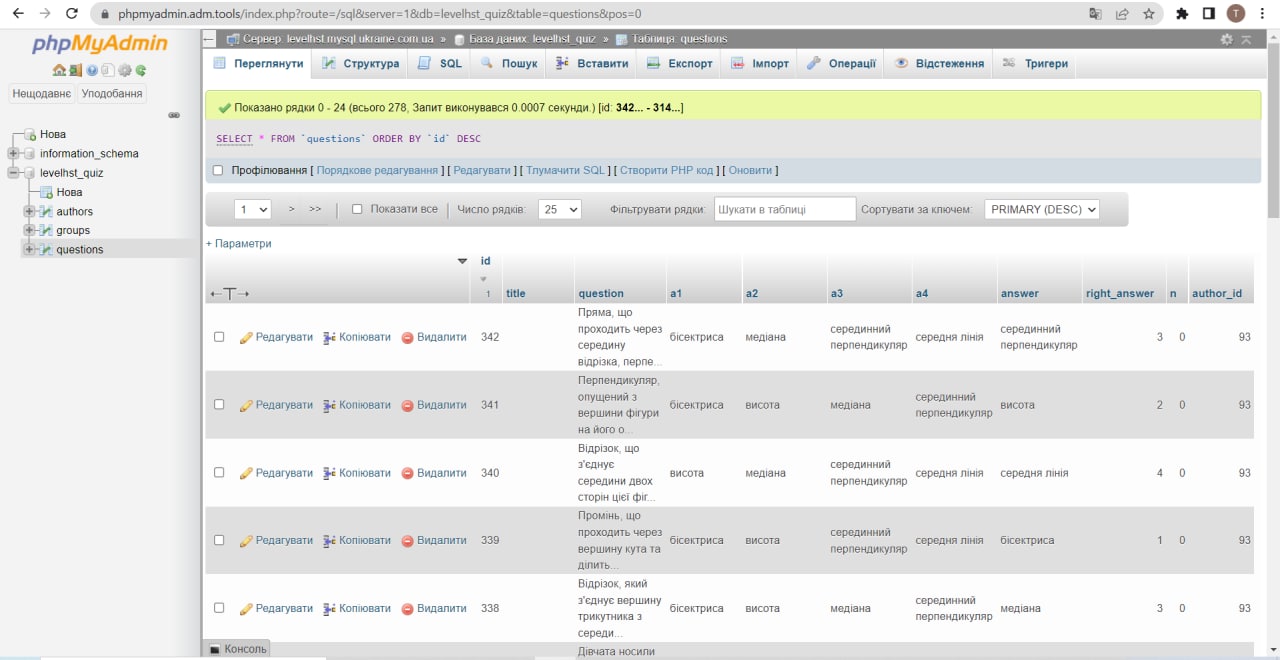 phpmyadmin.adm.tools/index.php?route=/sql&server=1&db=levelhst_quiz&table=questions&pos=0
T
phpMyAdmin
Нещодавнє Уподобання
Нова
information_schema
levelhst_quiz
Нова
authors
groups
questions
Сервер: levelhst.mysql.ukraine.com.ua » База даних: levelhst_quiz » Таблиця: questions
Переглянути Структура SQL Пошук Вставити Експорт Імпорт Операції Відстеження Тригери
Показано рядки 0 - 24 (всього 278, Запит виконувався 0.0007 секунди.) [id: 342... - 314...]
SELECT * FROM `questions` ORDER BY `id` DESC
Профілювання [ Порядкове редагування ] [ Редагувати ] [ Тлумачити SQL ] [ Створити PHP код ] [ Оновити ]
1 > >> | Показати все | Число рядків: 25 Фільтрувати рядки: Шукати в таблиці Сортувати за ключем: PRIMARY (DESC)
+ Параметри
←T→ id 1 title question a1 a2 a3 a4 answer right_answer n author_id
Редагувати Копіювати Видалити 342
Пряма, що
проходить через
середину
відрізка, перпе...
бісектриса
медіана
серединний
перпендикуляр
середня лінія
серединний
перпендикуляр
3 0 93
Редагувати Копіювати Видалити 341
Перпендикуляр,
опущений з
вершини фігури
на його о...
бісектриса
висота
медіана
серединний
перпендикуляр
висота
2 0 93
Редагувати Копіювати Видалити 340
Відрізок, що
з'єднує
середини двох
сторін цієї фіг...
висота
медіана
серединний
перпендикуляр
середня лінія
середня лінія
4 0 93
Редагувати Копіювати Видалити 339
Промінь, що
проходить через
вершину кута та
ділить...
бісектриса
висота
серединний
перпендикуляр
середня лінія
бісектриса
1 0 93
Редагувати Копіювати Видалити 338
Відрізок, який
з'єднує вершину
трикутника з
середи...
бісектриса
висота
медіана
серединний
перпендикуляр
медіана
3 0 93
Дівчата носили
Консоль